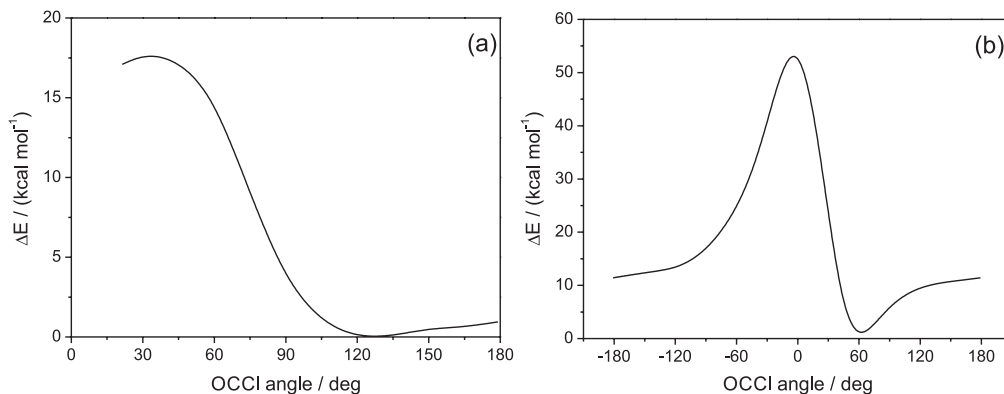 (a)
ΔE / (kcal mol⁻¹)
20
15
10
5
0
0 30 60 90 120 150 180
OCCl angle / deg
(b)
ΔE / (kcal mol⁻¹)
60
50
40
30
20
10
0
-180 -120 -60 0 60 120 180
OCCl angle / deg